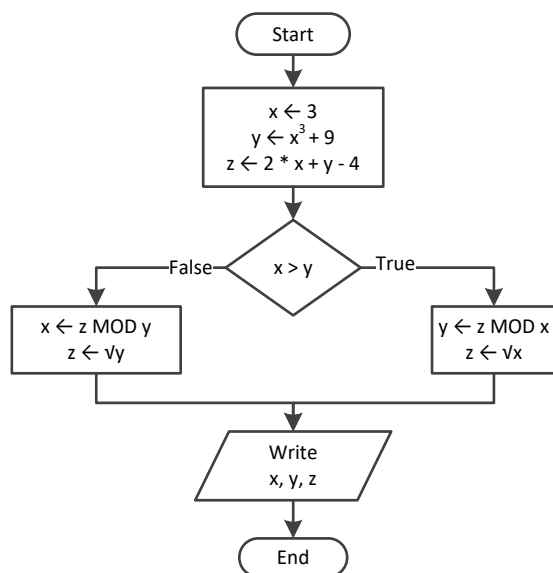 Start
x ← 3
y ← x³ + 9
z ← 2 * x + y - 4
x > y
False
True
x ← z MOD y
z ← √y
y ← z MOD x
z ← √x
Write
x, y, z
End